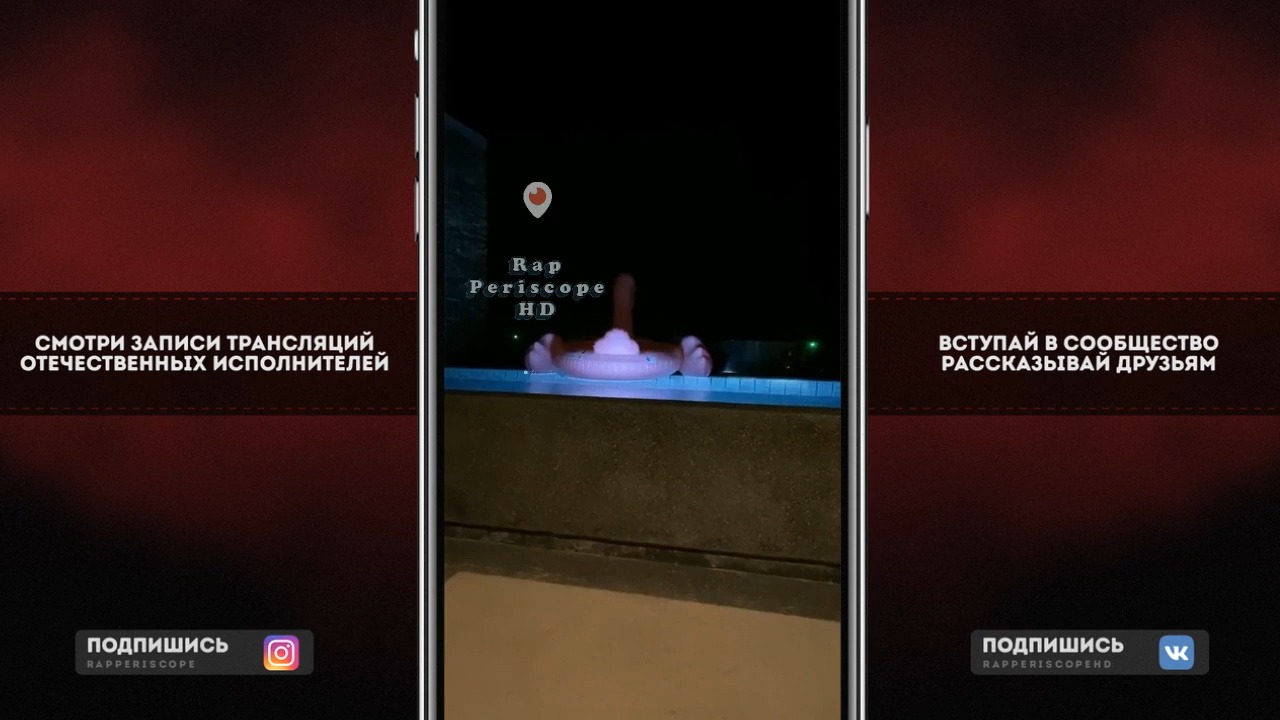 Rap
Periscope
HD
СМОТРИ ЗАПИСИ ТРАНСЛЯЦИЙ
ОТЕЧЕСТВЕННЫХ ИСПОЛНИТЕЛЕЙ
ВСТУПАЙ В СООБЩЕСТВО
РАССКАЗЫВАЙ ДРУЗЬЯМ
ПОДПИШИСЬ
RAPPERISCOPE
ПОДПИШИСЬ
RAPPERISCOPEHD